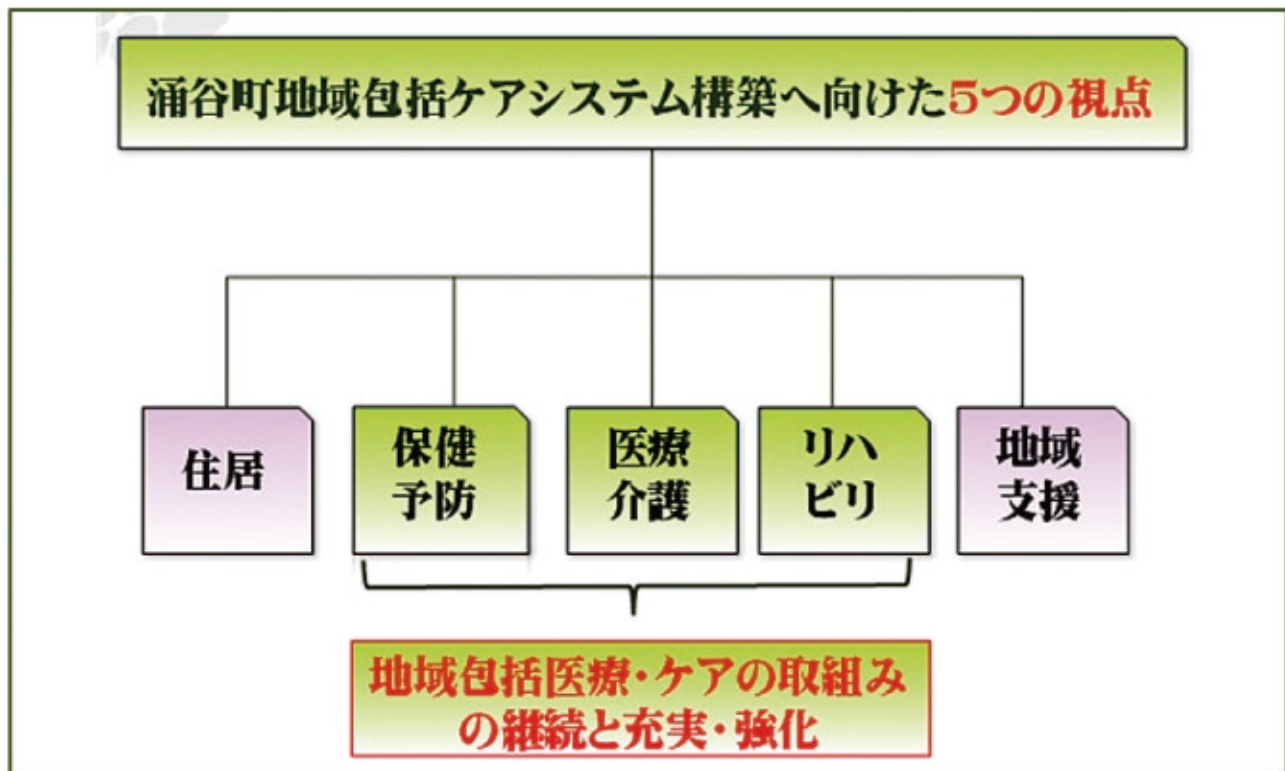 涌谷町地域包括ケアシステム構築へ向けた5つの視点
住居
保健
予防
医療
介護
リハ
ビリ
地域
支援
地域包括医療・ケアの取組み
の継続と充実・強化